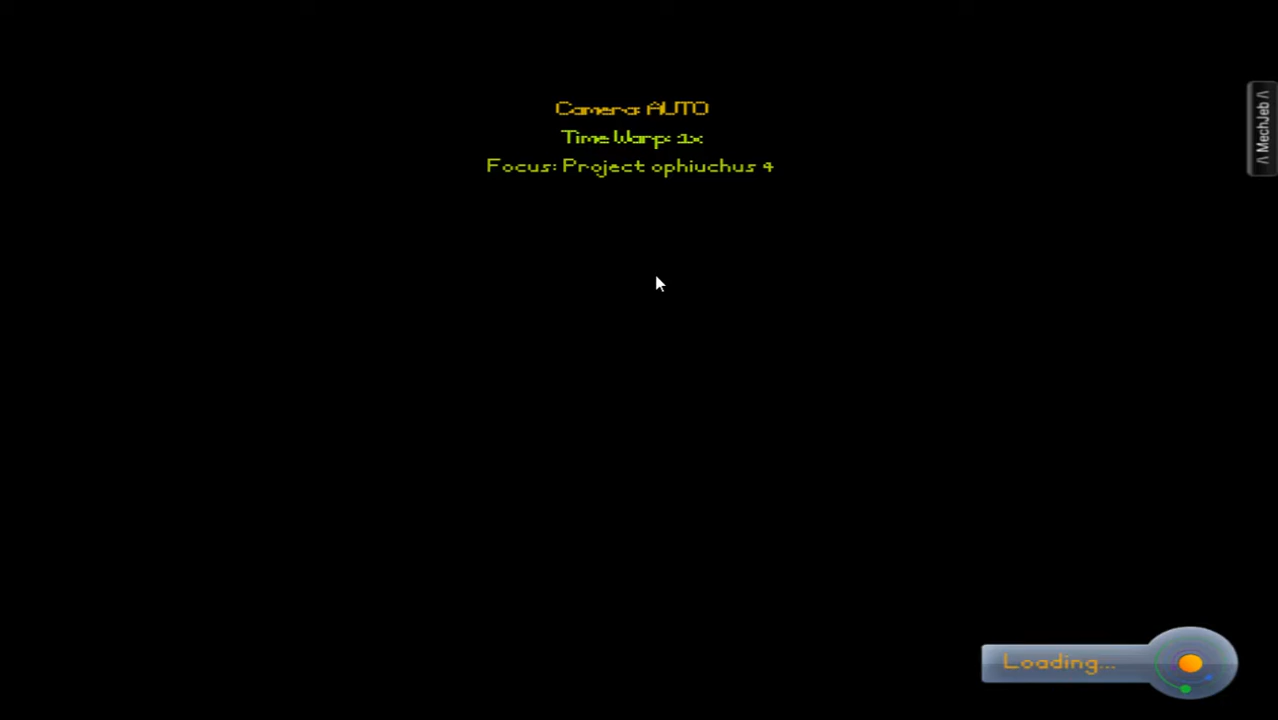 Camera: AUTO
Time Warp: 1x
Focus: Project ophiuchus 4
/\ MechJeb /\
Loading...